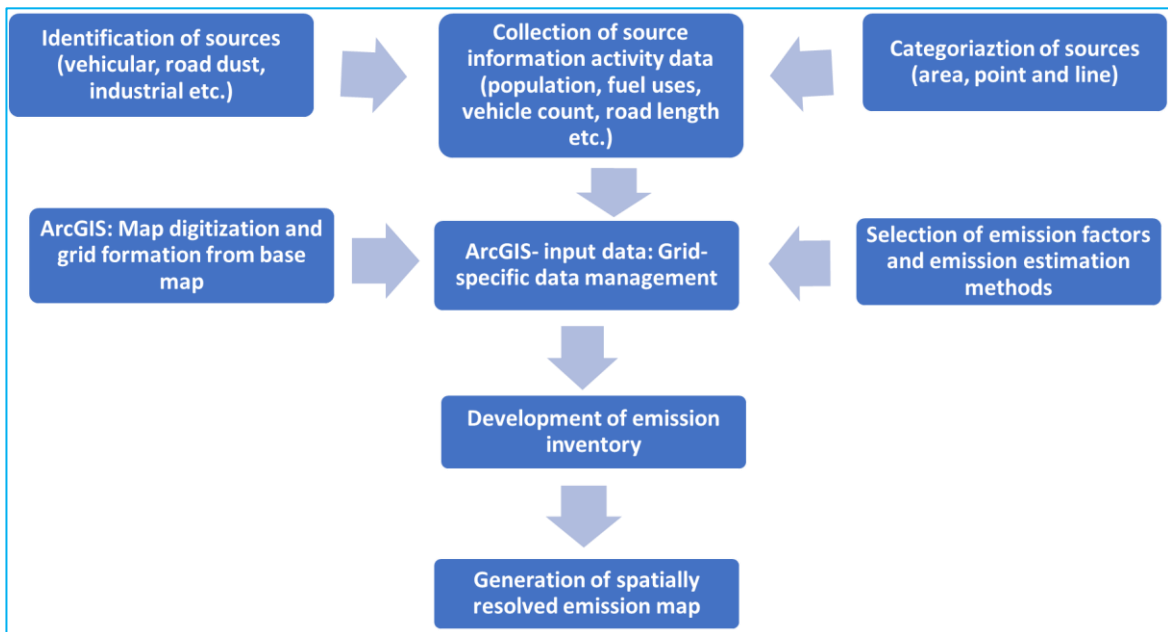 Identification of sources
(vehicular, road dust,
industrial etc.)
Collection of source
information activity data
(population, fuel uses,
vehicle count, road length
etc.)
Categoriaztion of sources
(area, point and line)
ArcGIS: Map digitization and
grid formation from base
map
ArcGIS- input data: Grid-
specific data management
Selection of emission factors
and emission estimation
methods
Development of emission
inventory
Generation of spatially
resolved emission map